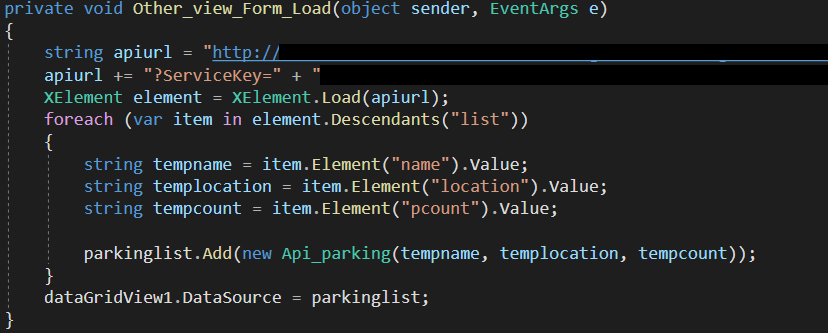 private void Other_view_Form_Load(object sender, EventArgs e)
{
string apiurl = "http://
apiurl += "?ServiceKey=" + "
XElement element = XElement.Load(apiurl);
foreach (var item in element.Descendants("list"))
{
string tempname = item.Element("name").Value;
string templocation = item.Element("location").Value;
string tempcount = item.Element("pcount").Value;
parkinglist.Add(new Api_parking(tempname, templocation, tempcount));
}
dataGridView1.DataSource = parkinglist;
}